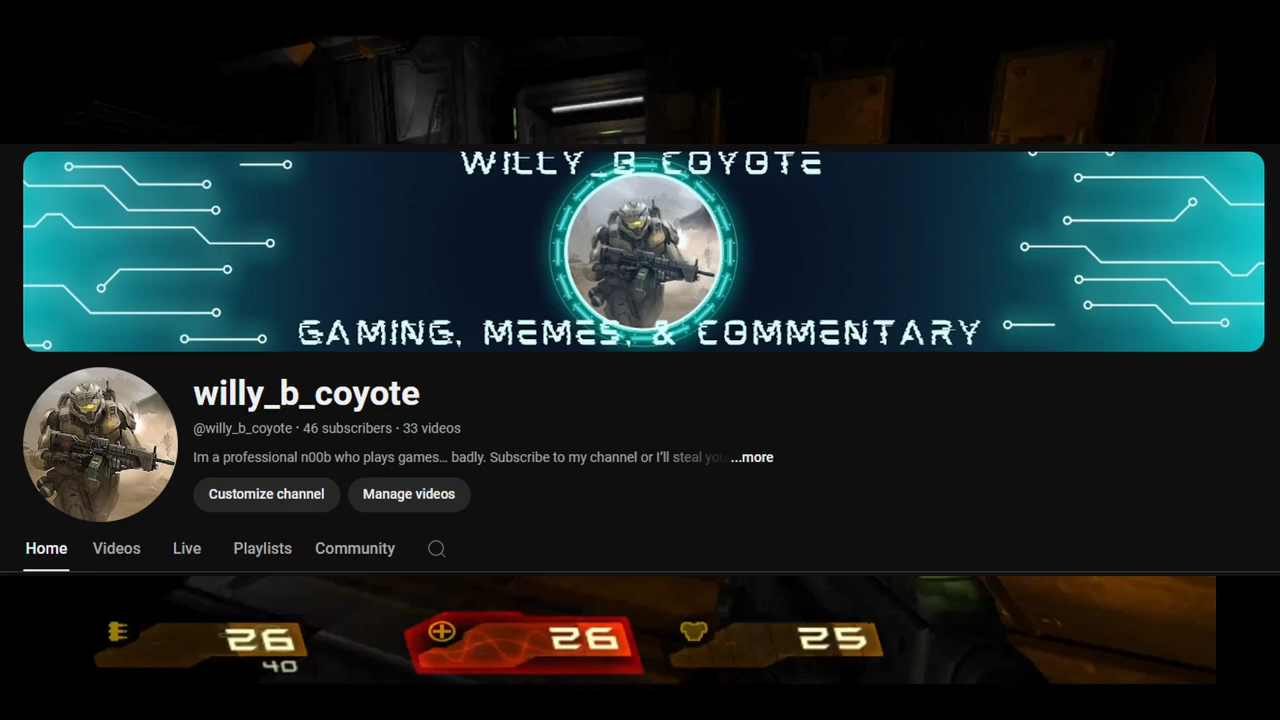 WILLY_B_COYOTE
GAMING, MEMES, & COMMENTARY
willy_b_coyote
@willy_b_coyote · 46 subscribers · 33 videos
Im a professional n00b who plays games… badly. Subscribe to my channel or I’ll steal you ...more
Customize channel Manage videos
Home Videos Live Playlists Community
26 26 25
40